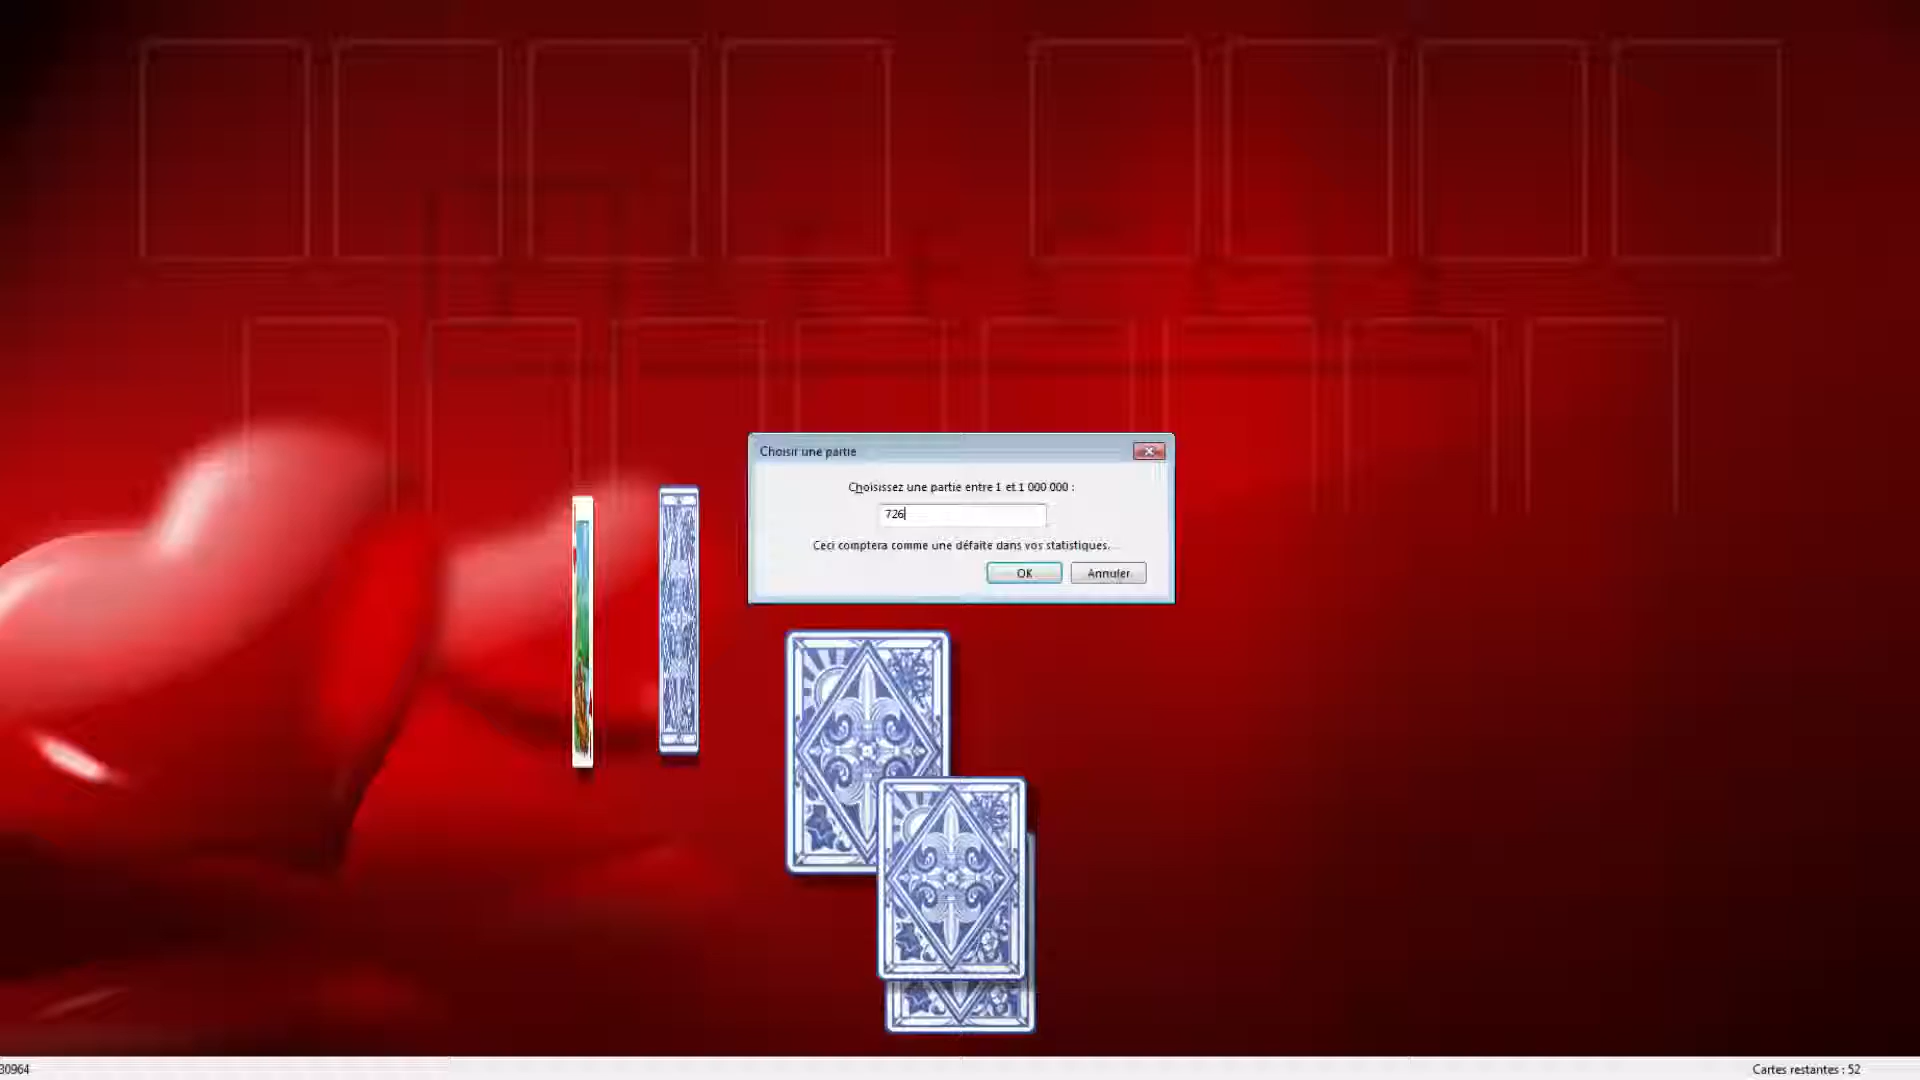 Choisir une partie
Choisissez une partie entre 1 et 1 000 000 :
726
Ceci comptera comme une défaite dans vos statistiques.
OK
Annuler
30964
Cartes restantes : 52